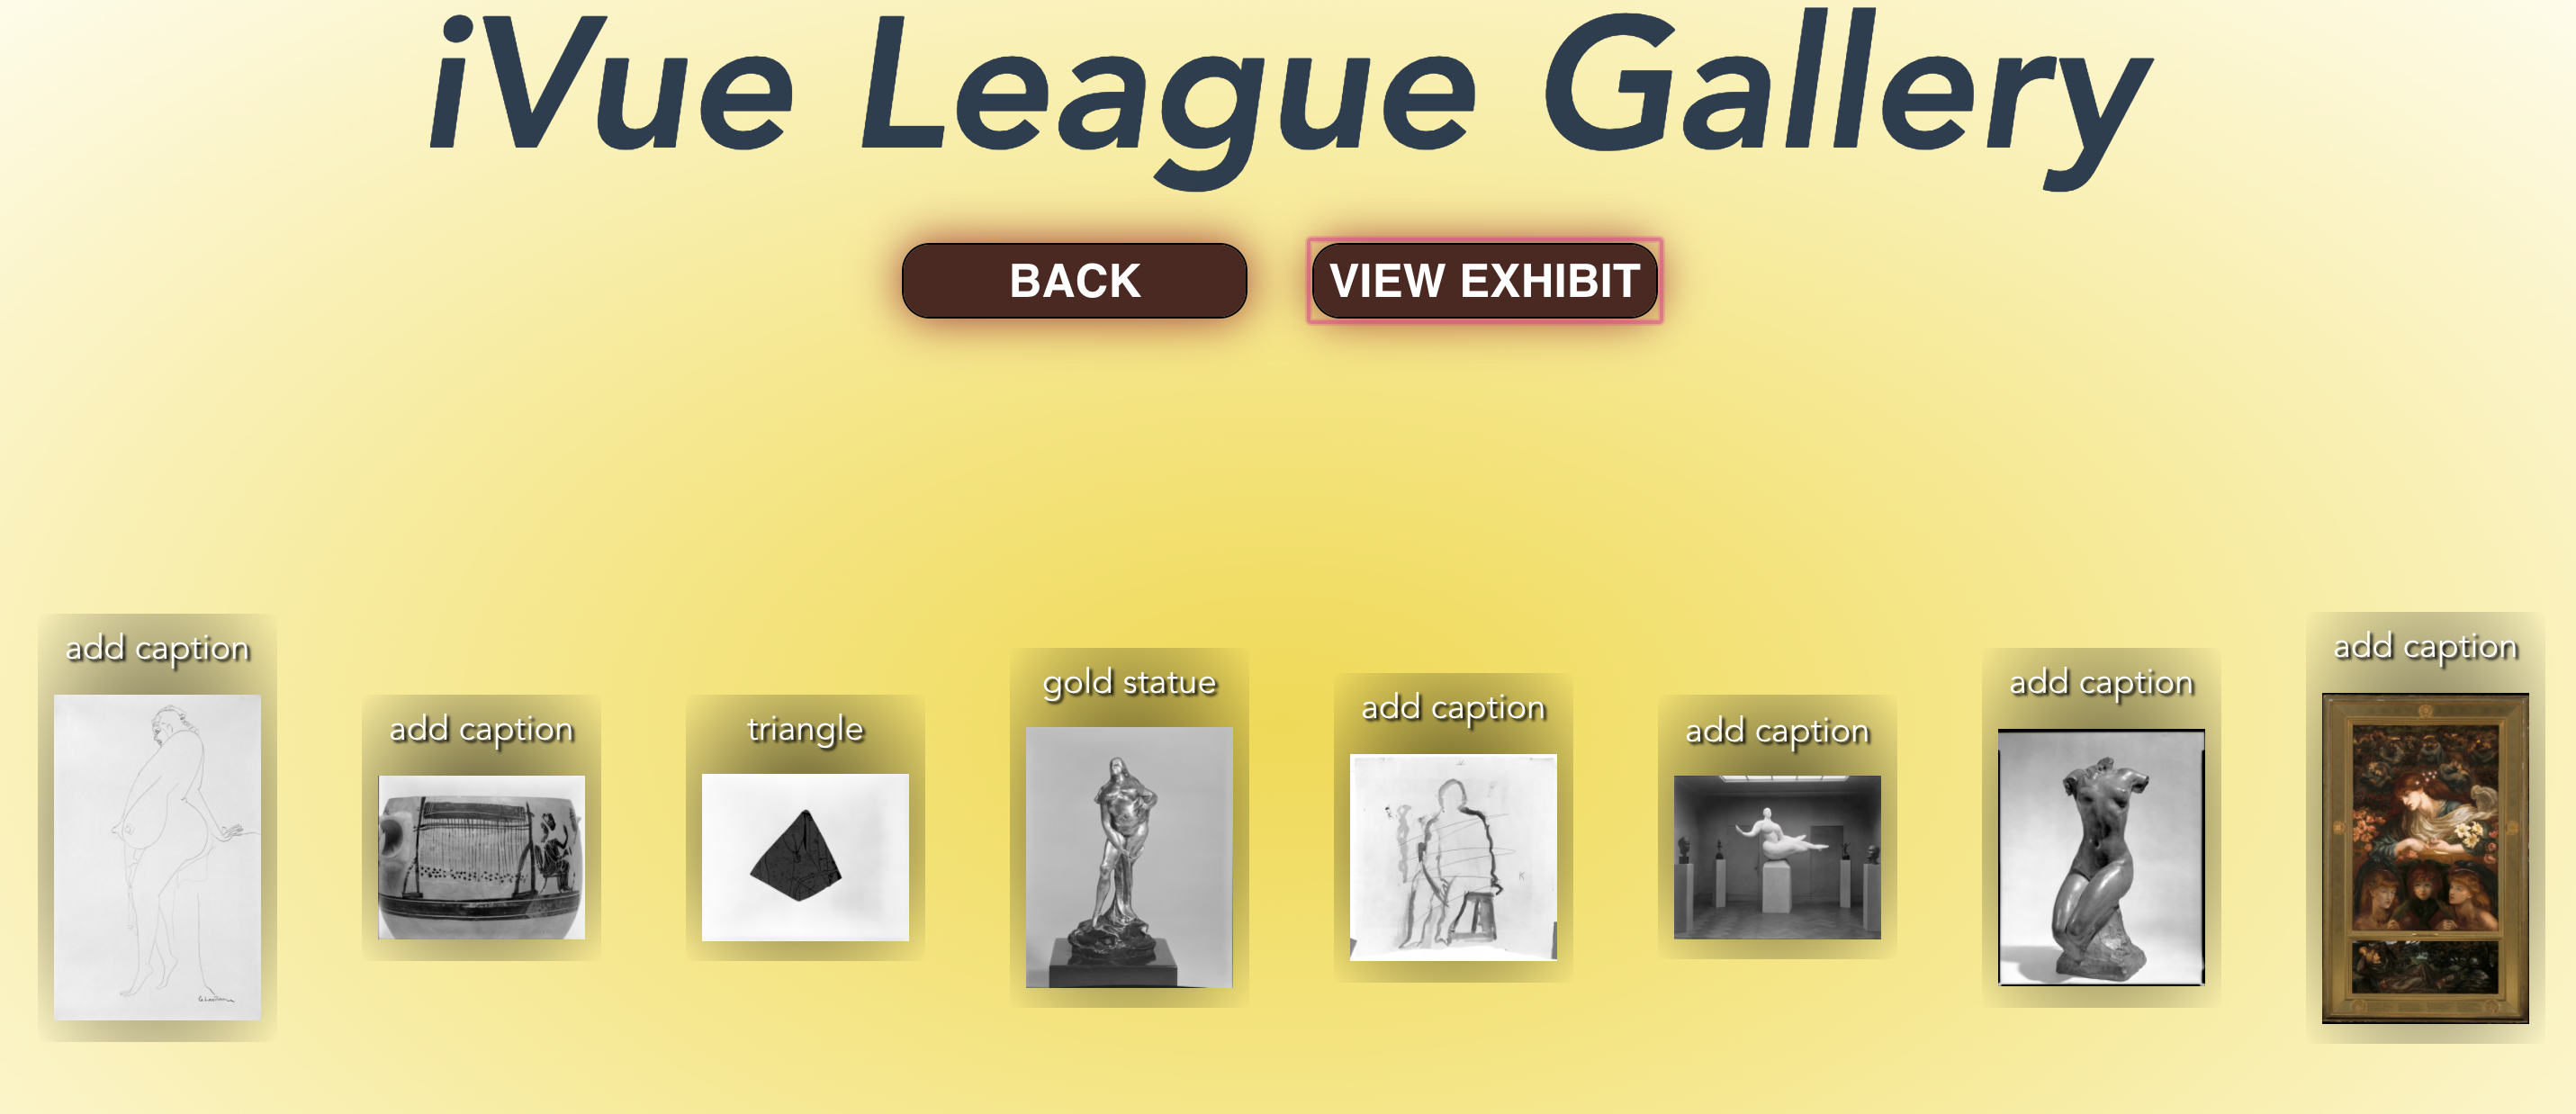 iVue League Gallery
BACK
VIEW EXHIBIT
add caption
add caption
triangle
gold statue
add caption
add caption
add caption
add caption